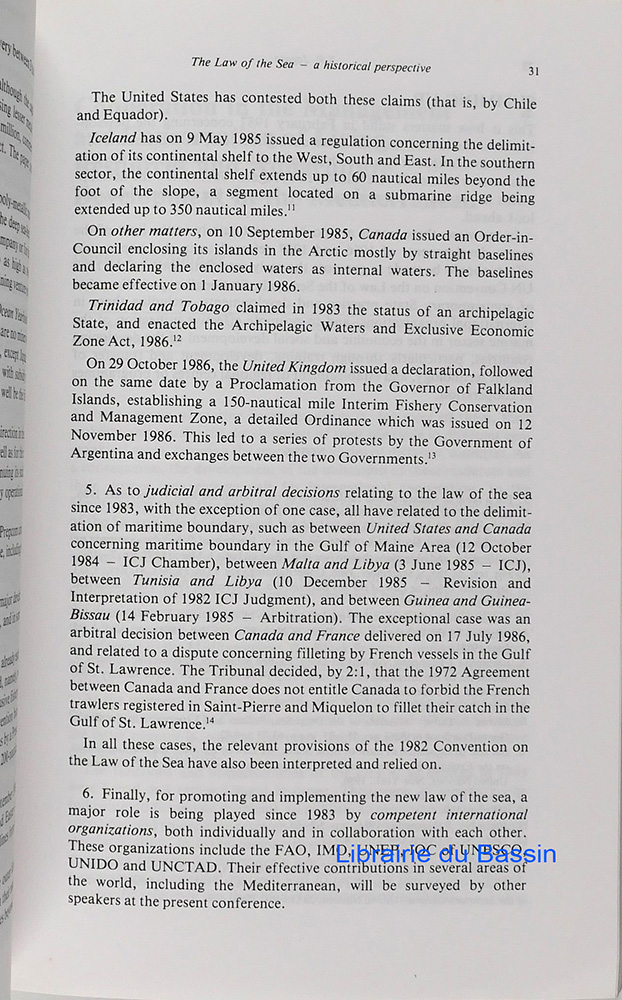 The Law of the Sea – a historical perspective
31
The United States has contested both these claims (that is, by Chile
and Equador).
Iceland has on 9 May 1985 issued a regulation concerning the delimit-
ation of its continental shelf to the West, South and East. In the southern
sector, the continental shelf extends up to 60 nautical miles beyond the
foot of the slope, a segment located on a submarine ridge being
extended up to 350 nautical miles.¹¹
On other matters, on 10 September 1985, Canada issued an Order-in-
Council enclosing its islands in the Arctic mostly by straight baselines
and declaring the enclosed waters as internal waters. The baselines
became effective on 1 January 1986.
Trinidad and Tobago claimed in 1983 the status of an archipelagic
State, and enacted the Archipelagic Waters and Exclusive Economic
Zone Act, 1986.¹²
On 29 October 1986, the United Kingdom issued a declaration, followed
on the same date by a Proclamation from the Governor of Falkland
Islands, establishing a 150-nautical mile Interim Fishery Conservation
and Management Zone, a detailed Ordinance which was issued on 12
November 1986. This led to a series of protests by the Government of
Argentina and exchanges between the two Governments.¹³
5. As to judicial and arbitral decisions relating to the law of the sea
since 1983, with the exception of one case, all have related to the delimit-
ation of maritime boundary, such as between United States and Canada
concerning maritime boundary in the Gulf of Maine Area (12 October
1984 – ICJ Chamber), between Malta and Libya (3 June 1985 – ICJ),
between Tunisia and Libya (10 December 1985 – Revision and
Interpretation of 1982 ICJ Judgment), and between Guinea and Guinea-
Bissau (14 February 1985 – Arbitration). The exceptional case was an
arbitral decision between Canada and France delivered on 17 July 1986,
and related to a dispute concerning filleting by French vessels in the Gulf
of St. Lawrence. The Tribunal decided, by 2:1, that the 1972 Agreement
between Canada and France does not entitle Canada to forbid the French
trawlers registered in Saint-Pierre and Miquelon to fillet their catch in the
Gulf of St. Lawrence.¹⁴
In all these cases, the relevant provisions of the 1982 Convention on
the Law of the Sea have also been interpreted and relied on.
6. Finally, for promoting and implementing the new law of the sea, a
major role is being played since 1983 by competent international
organizations, both individually and in collaboration with each other.
These organizations include the FAO, IMO, UNEP, IOC of UNESCO,
UNIDO and UNCTAD. Their effective contributions in several areas of
the world, including the Mediterranean, will be surveyed by other
speakers at the present conference.
Librairie du Bassin